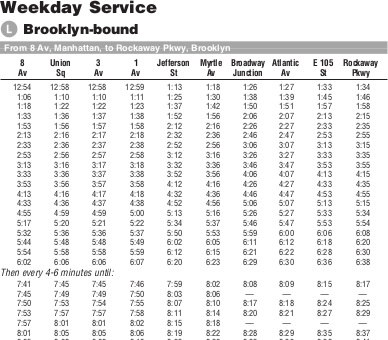 Weekday Service
L Brooklyn-bound
From 8 Av, Manhattan, to Rockaway Pkwy, Brooklyn
8 Av Union Sq 3 Av 1 Av Jefferson St Myrtle Av Broadway Junction Atlantic Av E 105 St Rockaway Pkwy
12:54 12:58 12:58 12:59 1:13 1:18 1:26 1:27 1:33 1:34
1:06 1:10 1:10 1:11 1:25 1:30 1:38 1:39 1:45 1:46
1:18 1:22 1:22 1:23 1:37 1:42 1:50 1:51 1:57 1:58
1:33 1:36 1:37 1:38 1:52 1:56 2:06 2:07 2:13 2:15
1:53 1:56 1:57 1:58 2:12 2:16 2:26 2:27 2:33 2:35
2:13 2:16 2:17 2:18 2:32 2:36 2:46 2:47 2:53 2:55
2:33 2:36 2:37 2:38 2:52 2:56 3:06 3:07 3:13 3:15
2:53 2:56 2:57 2:58 3:12 3:16 3:26 3:27 3:33 3:35
3:13 3:16 3:17 3:18 3:32 3:36 3:46 3:47 3:53 3:55
3:33 3:36 3:37 3:38 3:52 3:56 4:06 4:07 4:13 4:15
3:53 3:56 3:57 3:58 4:12 4:16 4:26 4:27 4:33 4:35
4:13 4:16 4:17 4:18 4:32 4:36 4:46 4:47 4:53 4:55
4:33 4:36 4:37 4:38 4:52 4:56 5:06 5:07 5:13 5:15
4:55 4:59 4:59 5:00 5:13 5:16 5:26 5:27 5:33 5:34
5:17 5:20 5:21 5:22 5:34 5:37 5:46 5:47 5:53 5:54
5:32 5:36 5:36 5:37 5:50 5:53 5:59 6:00 6:06 6:08
5:44 5:48 5:48 5:49 6:02 6:05 6:11 6:12 6:18 6:20
5:54 5:58 5:58 5:59 6:12 6:15 6:21 6:22 6:28 6:30
6:02 6:06 6:06 6:07 6:20 6:23 6:29 6:30 6:36 6:38
Then every 4-6 minutes until:
7:41 7:45 7:45 7:46 7:59 8:02 8:08 8:09 8:15 8:17
7:45 7:49 7:49 7:50 8:03 8:06 — — — —
7:50 7:53 7:54 7:55 8:07 8:10 8:17 8:18 8:24 8:25
7:53 7:57 7:57 7:58 8:11 8:14 8:20 8:21 8:27 8:29
7:57 8:01 8:01 8:02 8:15 8:18 — — — —
8:01 8:05 8:05 8:06 8:19 8:22 8:28 8:29 8:35 8:37